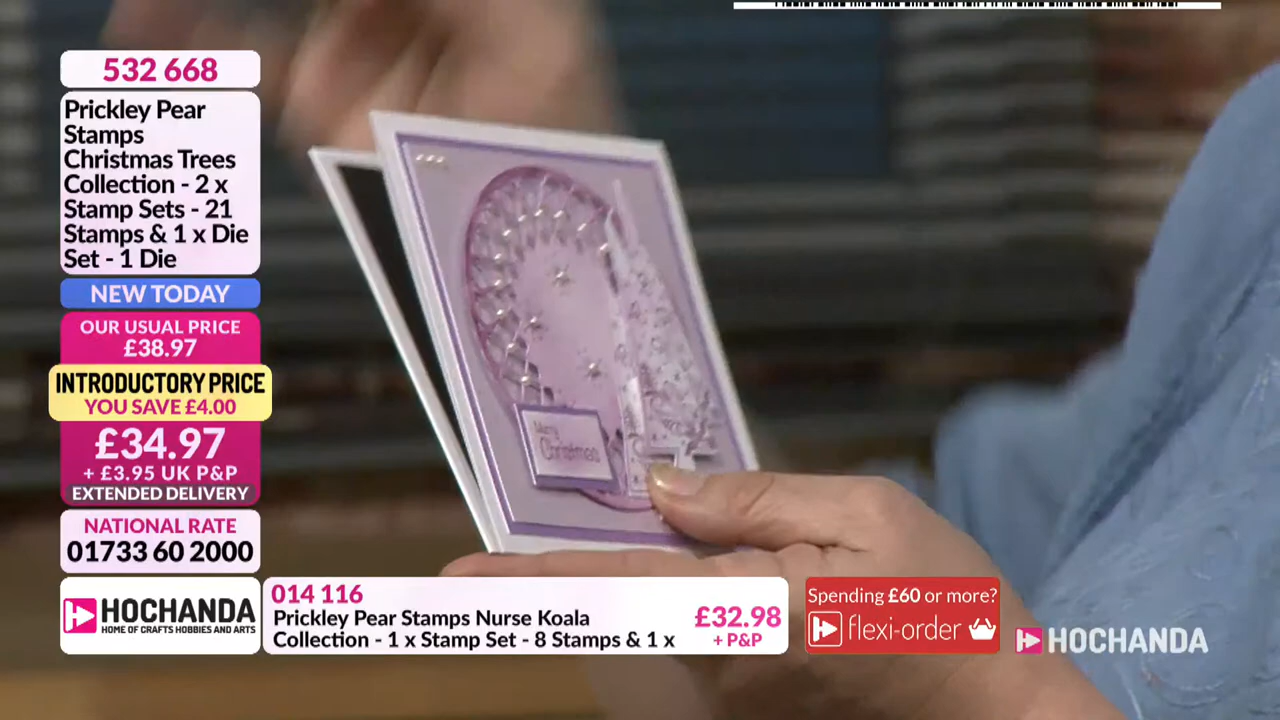 532 668
Prickley Pear
Stamps
Christmas Trees
Collection - 2 x
Stamp Sets - 21
Stamps & 1 x Die
Set - 1 Die
NEW TODAY
OUR USUAL PRICE
£38.97
INTRODUCTORY PRICE
YOU SAVE £4.00
£34.97
+ £3.95 UK P&P
EXTENDED DELIVERY
NATIONAL RATE
01733 60 2000
HOCHANDA
HOME OF CRAFTS HOBBIES AND ARTS
014 116
Prickley Pear Stamps Nurse Koala
Collection - 1 x Stamp Set - 8 Stamps & 1 x
£32.98
+ P&P
Spending £60 or more?
flexi-order
HOCHANDA
Merry
Christmas